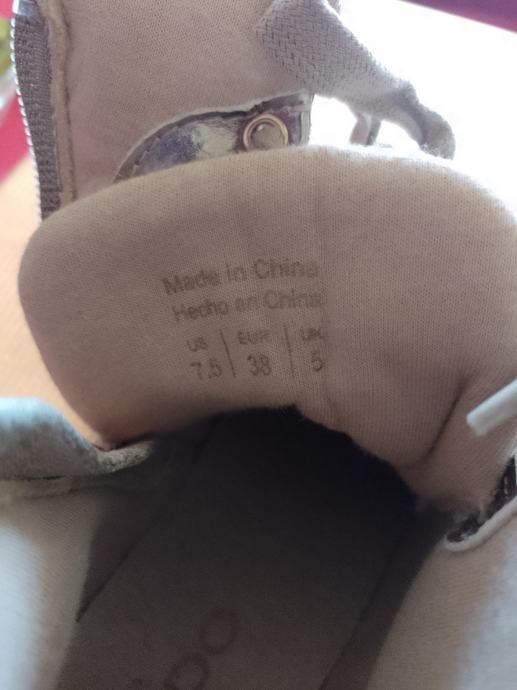 Made in China
Hecho en China
US EUR UK
7.5 38 5